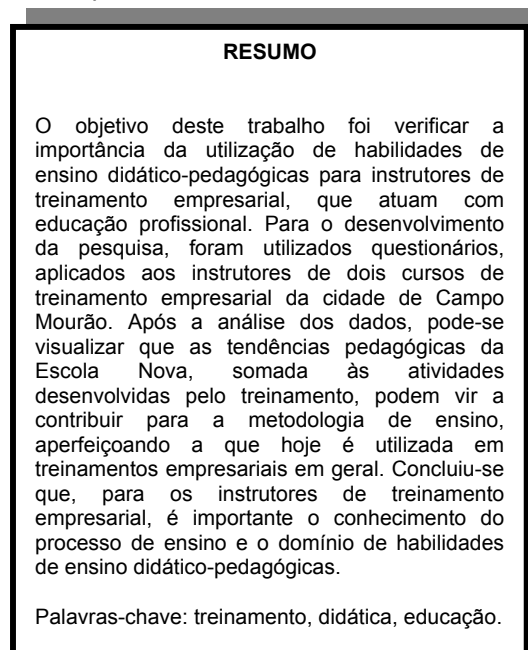 RESUMO
O objetivo deste trabalho foi verificar a
importância da utilização de habilidades de
ensino didático-pedagógicas para instrutores de
treinamento empresarial, que atuam com
educação profissional. Para o desenvolvimento
da pesquisa, foram utilizados questionários,
aplicados aos instrutores de dois cursos de
treinamento empresarial da cidade de Campo
Mourão. Após a análise dos dados, pode-se
visualizar que as tendências pedagógicas da
Escola Nova, somada às atividades
desenvolvidas pelo treinamento, podem vir a
contribuir para a metodologia de ensino,
aperfeiçoando a que hoje é utilizada em
treinamentos empresariais em geral. Concluiu-se
que, para os instrutores de treinamento
empresarial, é importante o conhecimento do
processo de ensino e o domínio de habilidades
de ensino didático-pedagógicas.
Palavras-chave: treinamento, didática, educação.